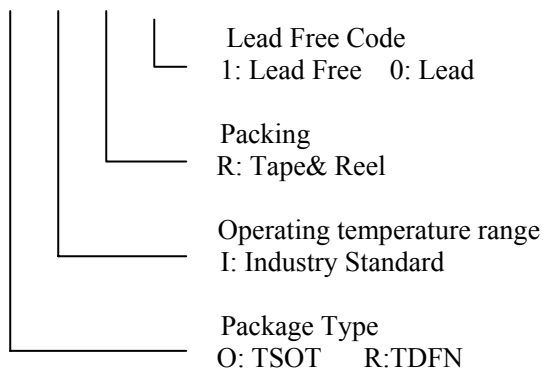 Lead Free Code
1: Lead Free 0: Lead
Packing
R: Tape& Reel
Operating temperature range
I: Industry Standard
Package Type
O: TSOT R:TDFN